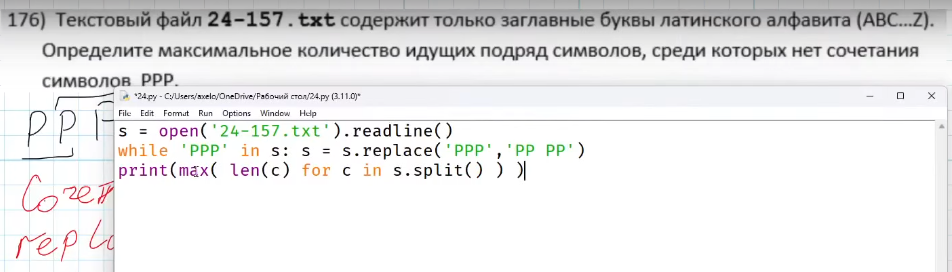 176) Текстовый файл 24-157.txt содержит только заглавные буквы латинского алфавита (ABC...Z).
Определите максимальное количество идущих подряд символов, среди которых нет сочетания
символов PPP.
*24.py - C:/Users/axelo/OneDrive/Рабочий стол/24.py (3.11.0)*
File Edit Format Run Options Window Help
s = open('24-157.txt').readline()
while 'PPP' in s: s = s.replace('PPP','PP PP')
print(max( len(c) for c in s.split() ) )
PPP